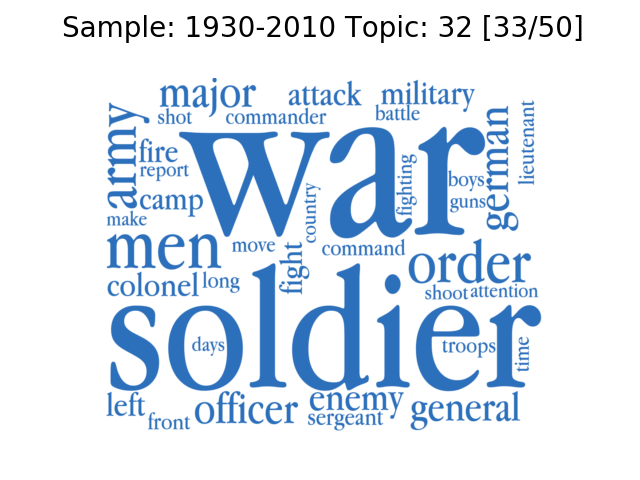 Sample: 1930-2010 Topic: 32 [33/50]
major attack military
shot commander battle
army
war
german
lieutenant
fire
report
fighting
boys
camp
guns
make
country
men
move
fight
command
order
colonel long
shoot attention
soldier
days
troops
time
left
front
officer
enemy
sergeant
general